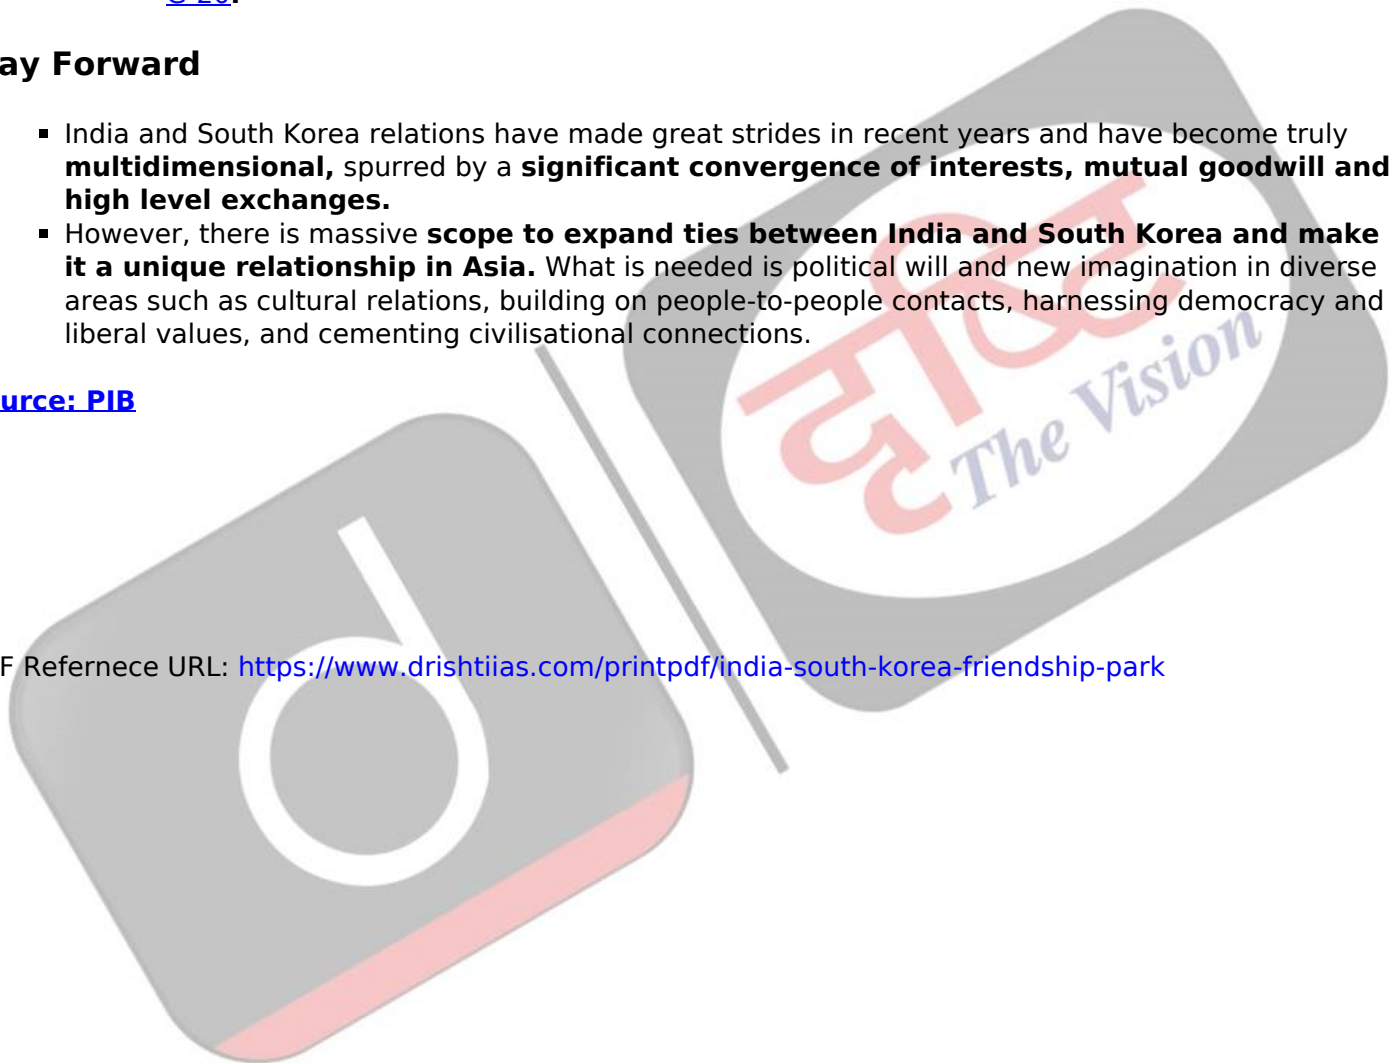 G-20.
ay Forward
▪ India and South Korea relations have made great strides in recent years and have become truly
multidimensional, spurred by a significant convergence of interests, mutual goodwill and
high level exchanges.
▪ However, there is massive scope to expand ties between India and South Korea and make
it a unique relationship in Asia. What is needed is political will and new imagination in diverse
areas such as cultural relations, building on people-to-people contacts, harnessing democracy and
liberal values, and cementing civilisational connections.
दृष्टि
The Vision
urce: PIB
d
F Refernece URL: https://www.drishtiias.com/printpdf/india-south-korea-friendship-park